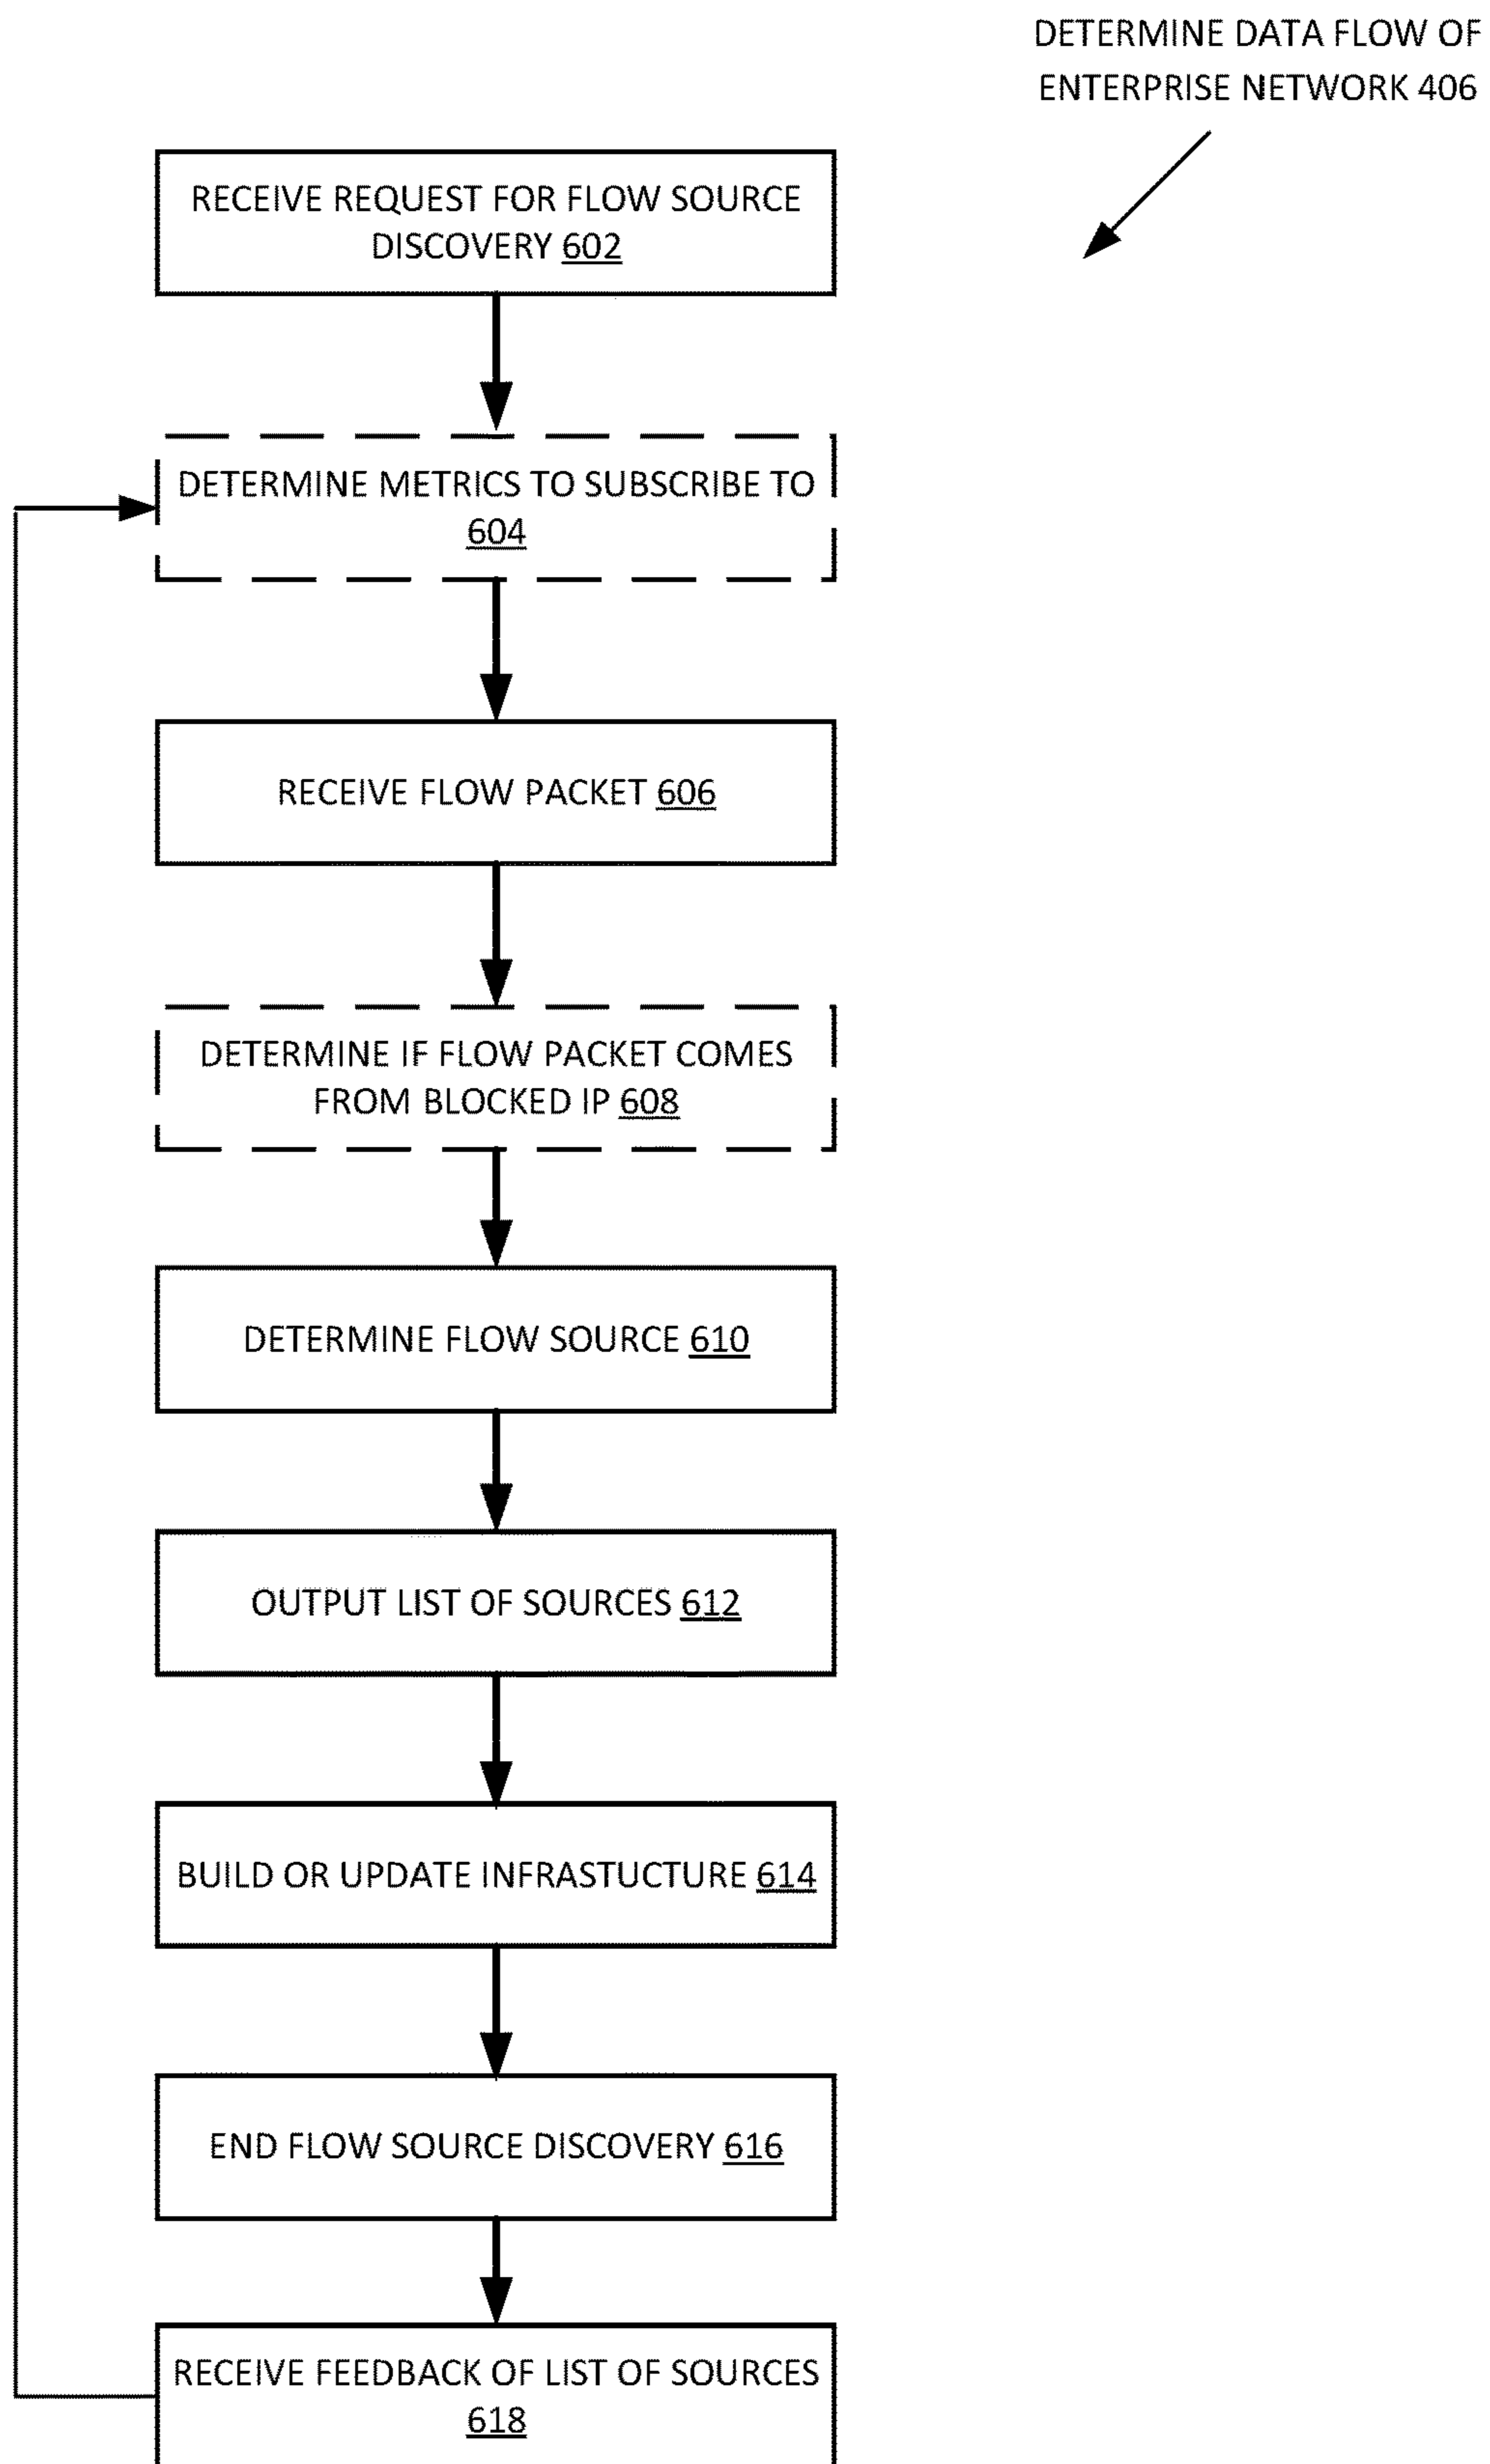 DETERMINE DATA FLOW OF
ENTERPRISE NETWORK 406
RECEIVE REQUEST FOR FLOW SOURCE
DISCOVERY 602
DETERMINE METRICS TO SUBSCRIBE TO
604
RECEIVE FLOW PACKET 606
DETERMINE IF FLOW PACKET COMES
FROM BLOCKED IP 608
DETERMINE FLOW SOURCE 610
OUTPUT LIST OF SOURCES 612
BUILD OR UPDATE INFRASTUCTURE 614
END FLOW SOURCE DISCOVERY 616
RECEIVE FEEDBACK OF LIST OF SOURCES
618